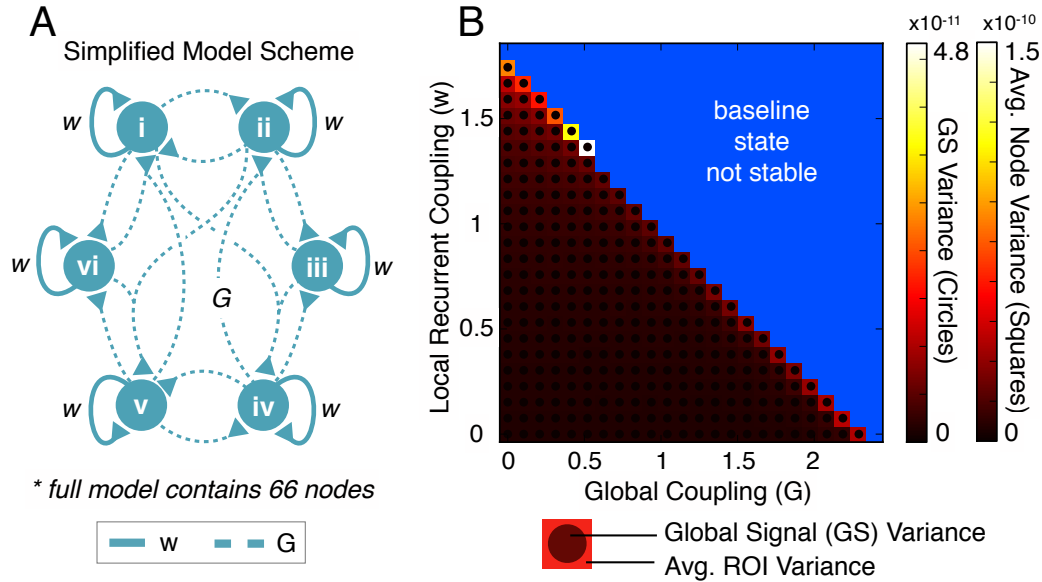 A
Simplified Model Scheme
w
i
ii
w
w
vi
G
iii
w
w
v
iv
w
* full model contains 66 nodes
w
G
B
Local Recurrent Coupling (w)
1.5
1
0.5
0
baseline
state
not stable
0
0.5
1
1.5
2
Global Coupling (G)
x10-11
4.8
GS Variance (Circles)
0
x10-10
1.5
Avg. Node Variance (Squares)
0
Global Signal (GS) Variance
Avg. ROI Variance